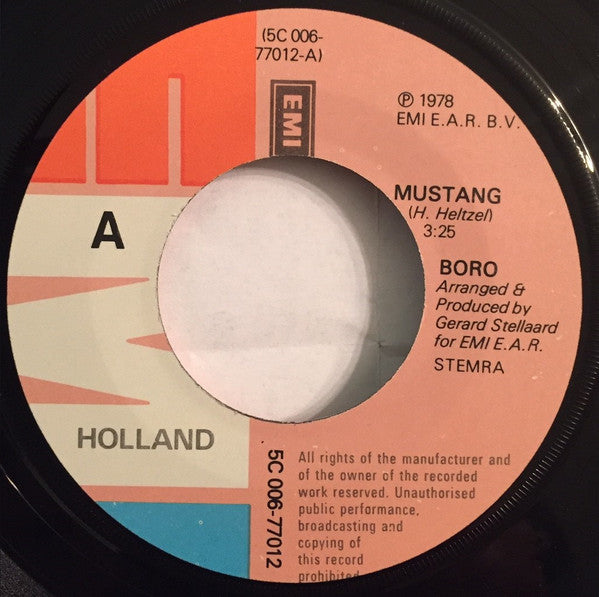 (5C 006-
77012-A)
EMI
℗ 1978
EMI E.A.R. B.V.
MUSTANG
(H. Heltzel)
3:25
A
BORO
Arranged &
Produced by
Gerard Stellaard
for EMI E.A.R.
STEMRA
HOLLAND
5C 006-77012
All rights of the manufacturer and
of the owner of the recorded
work reserved. Unauthorised
public performance,
broadcasting and
copying of
this record
prohibited